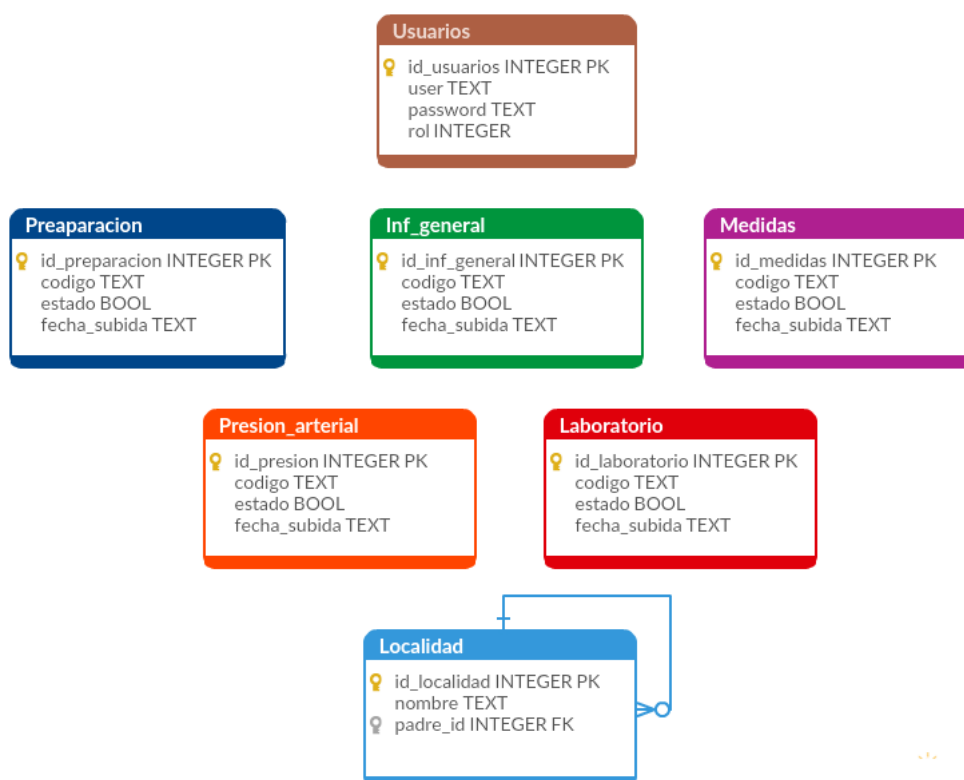 Usuarios
id_usuarios INTEGER PK
user TEXT
password TEXT
rol INTEGER
Preaparacion
id_preparacion INTEGER PK
codigo TEXT
estado BOOL
fecha_subida TEXT
Inf_general
id_inf_general INTEGER PK
codigo TEXT
estado BOOL
fecha_subida TEXT
Medidas
id_medidas INTEGER PK
codigo TEXT
estado BOOL
fecha_subida TEXT
Presion_arterial
id_presion INTEGER PK
codigo TEXT
estado BOOL
fecha_subida TEXT
Laboratorio
id_laboratorio INTEGER PK
codigo TEXT
estado BOOL
fecha_subida TEXT
Localidad
id_localidad INTEGER PK
nombre TEXT
padre_id INTEGER FK